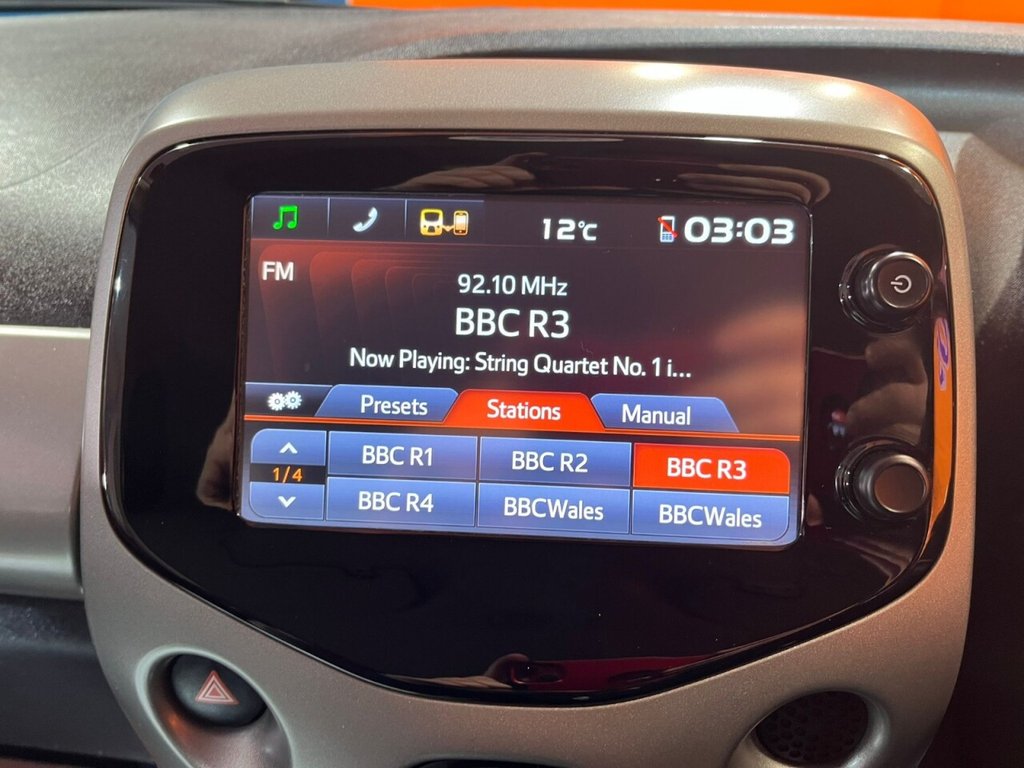 12°C 03:03
FM
92.10 MHz
BBC R3
Now Playing: String Quartet No. 1 i...
Presets Stations Manual
1/4
BBC R1 BBC R2 BBC R3
BBC R4 BBCWales BBCWales